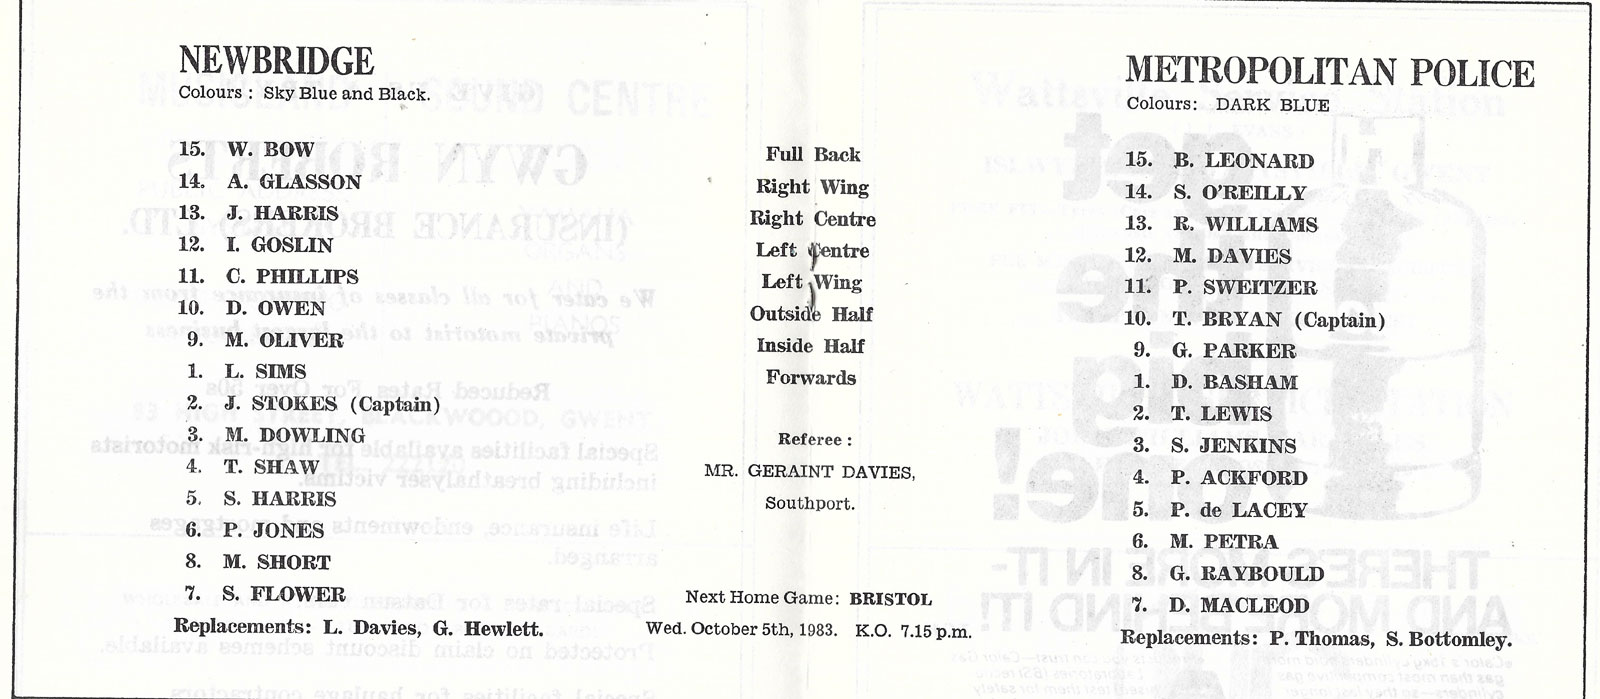 NEWBRIDGE
Colours : Sky Blue and Black.
15. W. BOW
14. A. GLASSON
13. J. HARRIS
12. I. GOSLIN
11. C. PHILLIPS
10. D. OWEN
9. M. OLIVER
1. L. SIMS
2. J. STOKES (Captain)
3. M. DOWLING
4. T. SHAW
5. S. HARRIS
6. P. JONES
8. M. SHORT
7. S. FLOWER
Replacements: L. Davies, G. Hewlett.
Full Back
Right Wing
Right Centre
Left Centre
Left Wing
Outside Half
Inside Half
Forwards
Referee :
MR. GERAINT DAVIES,
Southport.
Next Home Game: BRISTOL
Wed. October 5th, 1983. K.O. 7.15 p.m.
METROPOLITAN POLICE
Colours: DARK BLUE
15. B. LEONARD
14. S. O'REILLY
13. R. WILLIAMS
12. M. DAVIES
11. P. SWEITZER
10. T. BRYAN (Captain)
9. G. PARKER
1. D. BASHAM
2. T. LEWIS
3. S. JENKINS
4. P. ACKFORD
5. P. de LACEY
6. M. PETRA
8. G. RAYBOULD
7. D. MACLEOD
Replacements: P. Thomas, S. Bottomley.